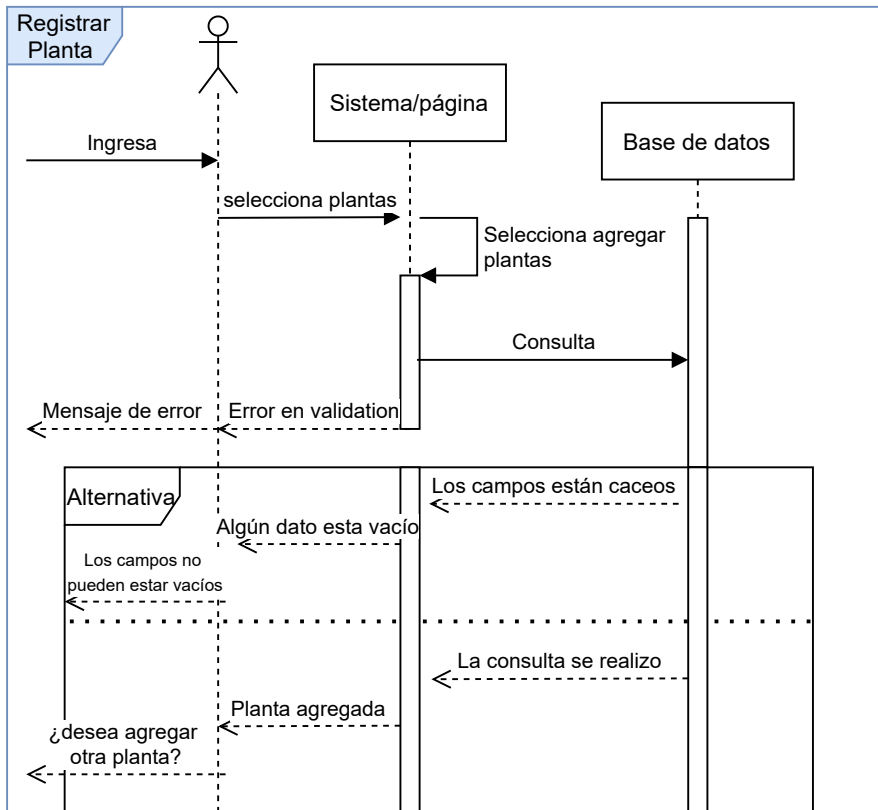 Registrar
Planta
Sistema/página
Base de datos
Ingresa
selecciona plantas
Selecciona agregar
plantas
Consulta
Mensaje de error
Error en validation
Alternativa
Los campos están caceos
Algún dato esta vacío
Los campos no
pueden estar vacíos
La consulta se realizo
Planta agregada
¿desea agregar
otra planta?